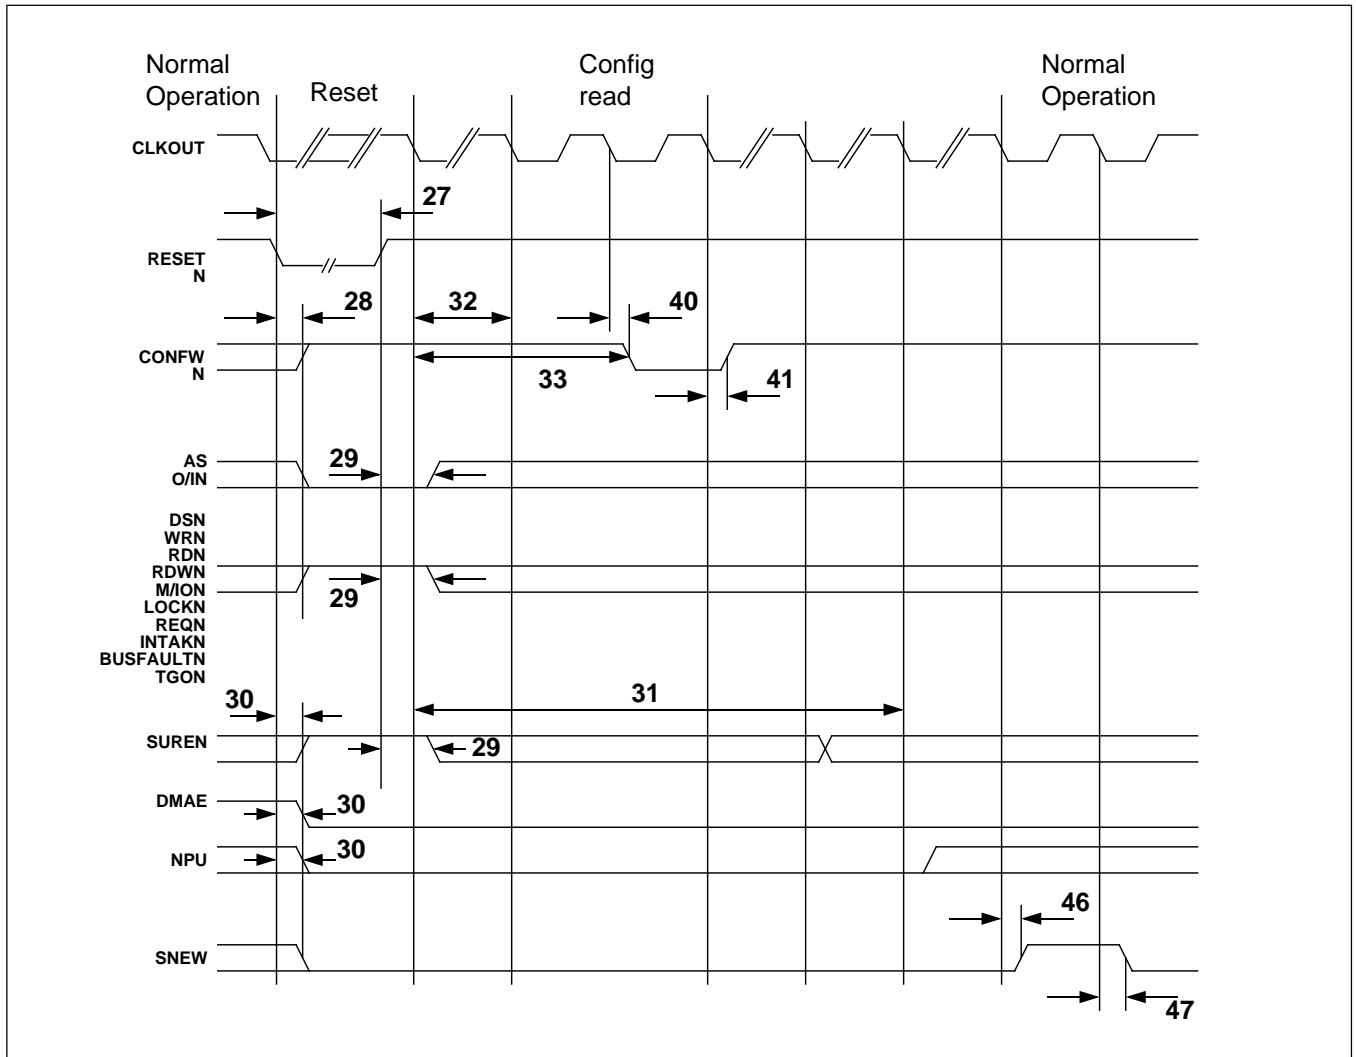 Normal
Operation
Reset
Config
read
Normal
Operation
CLKOUT
27
RESET
N
28
32
40
CONFW
N
33
41
AS
O/IN
29
DSN
WRN
RDN
RDWN
M/ION
LOCKN
REQN
INTAKN
BUSFAULTN
TGON
29
30
31
SUREN
29
DMAE
30
NPU
30
46
SNEW
47